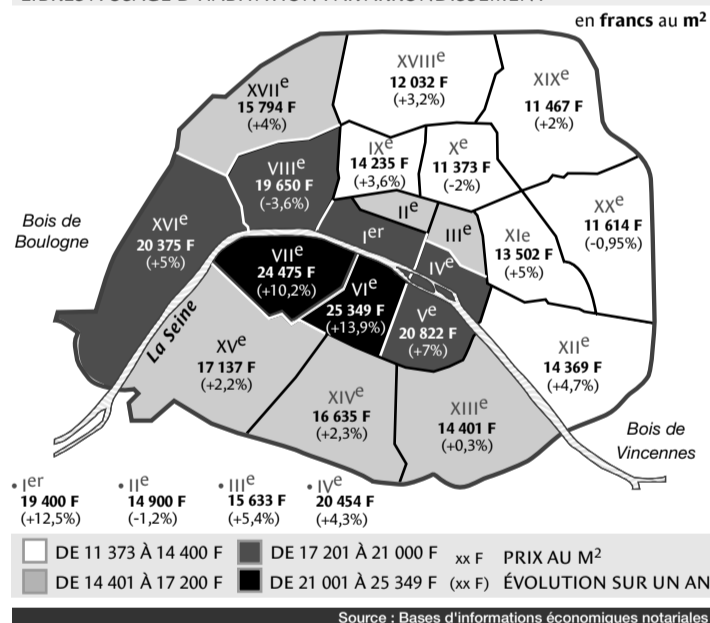 en francs au m²
XVIIIe
12 032 F
(+3,2%)
XIXe
11 467 F
(+2%)
XVIIe
15 794 F
(+4%)
IXe
14 235 F
(+3,6%)
Xe
11 373 F
(-2%)
VIIIe
19 650 F
(-3,6%)
XXe
11 614 F
(-0,95%)
Bois de
Boulogne
XVIe
20 375 F
(+5%)
Ier
IIe
IIIe
XIe
13 502 F
(+5%)
VIIe
24 475 F
(+10,2%)
IVe
VIe
25 349 F
(+13,9%)
Ve
20 822 F
(+7%)
La Seine
XVe
17 137 F
(+2,2%)
XIIe
14 369 F
(+4,7%)
XIVe
16 635 F
(+2,3%)
XIIIe
14 401 F
(+0,3%)
Bois de
Vincennes
• Ier
19 400 F
(+12,5%)
• IIe
14 900 F
(-1,2%)
• IIIe
15 633 F
(+5,4%)
• IVe
20 454 F
(+4,3%)
DE 11 373 À 14 400 F
DE 17 201 À 21 000 F
xx F PRIX AU M²
DE 14 401 À 17 200 F
DE 21 001 À 25 349 F
(xx F) ÉVOLUTION SUR UN AN
Source : Bases d'informations économiques notariales